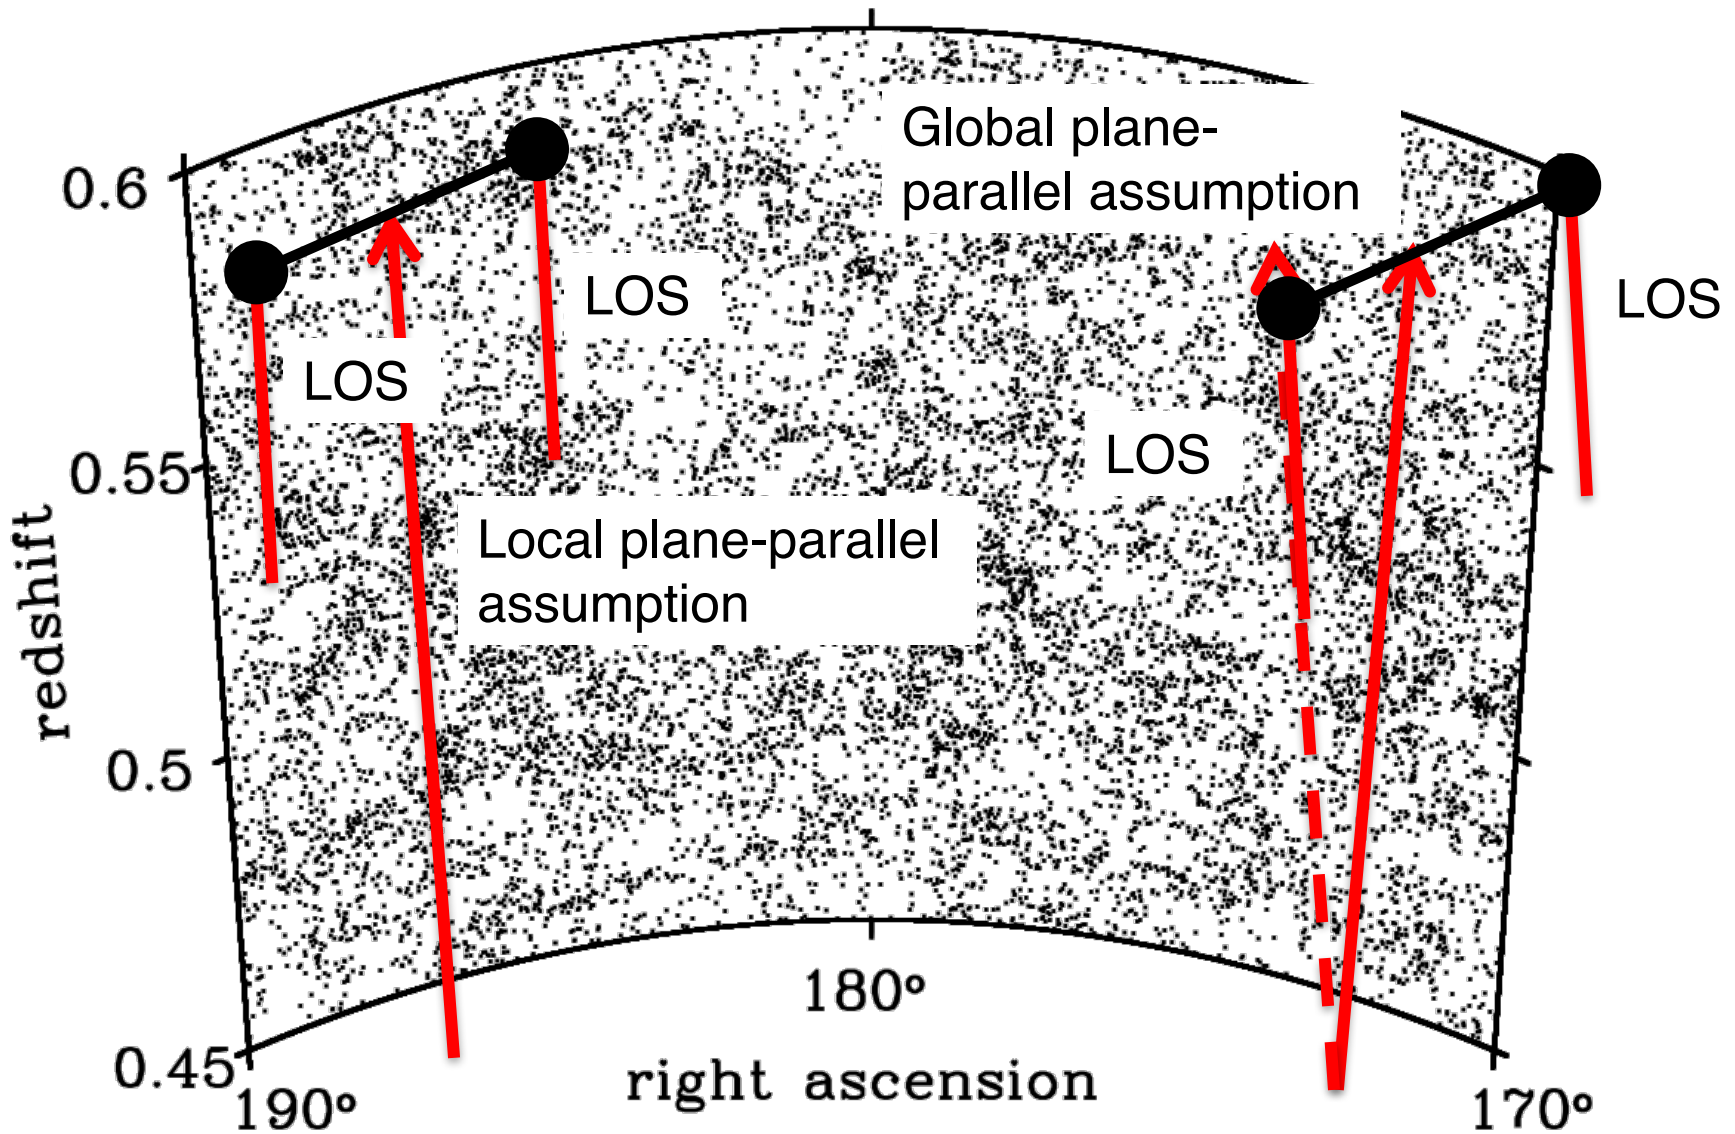 Global plane-
parallel assumption
0.6
LOS
LOS
LOS
LOS
0.55
Local plane-parallel
assumption
redshift
0.5
180°
0.45
right ascension
190°
170°